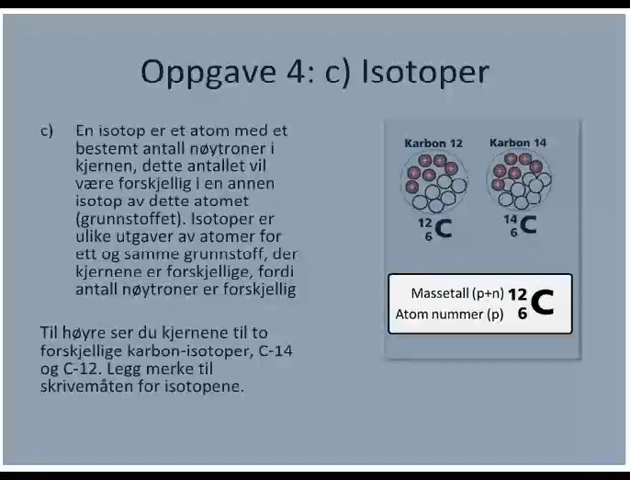 Oppgave 4: c) Isotoper
c) En isotop er et atom med et
bestemt antall nøytroner i
kjernen, dette antallet vil
være forskjellig i en annen
isotop av dette atomet
(grunnstoffet). Isotoper er
ulike utgaver av atomer for
ett og samme grunnstoff, der
kjernene er forskjellige, fordi
antall nøytroner er forskjellig
Til høyre ser du kjernene til to
forskjellige karbon-isotoper, C-14
og C-12. Legg merke til
skrivemåten for isotopene.
Karbon 12 Karbon 14
12 6 C 14 6 C
Massetall (p+n) 12 C
Atom nummer (p) 6